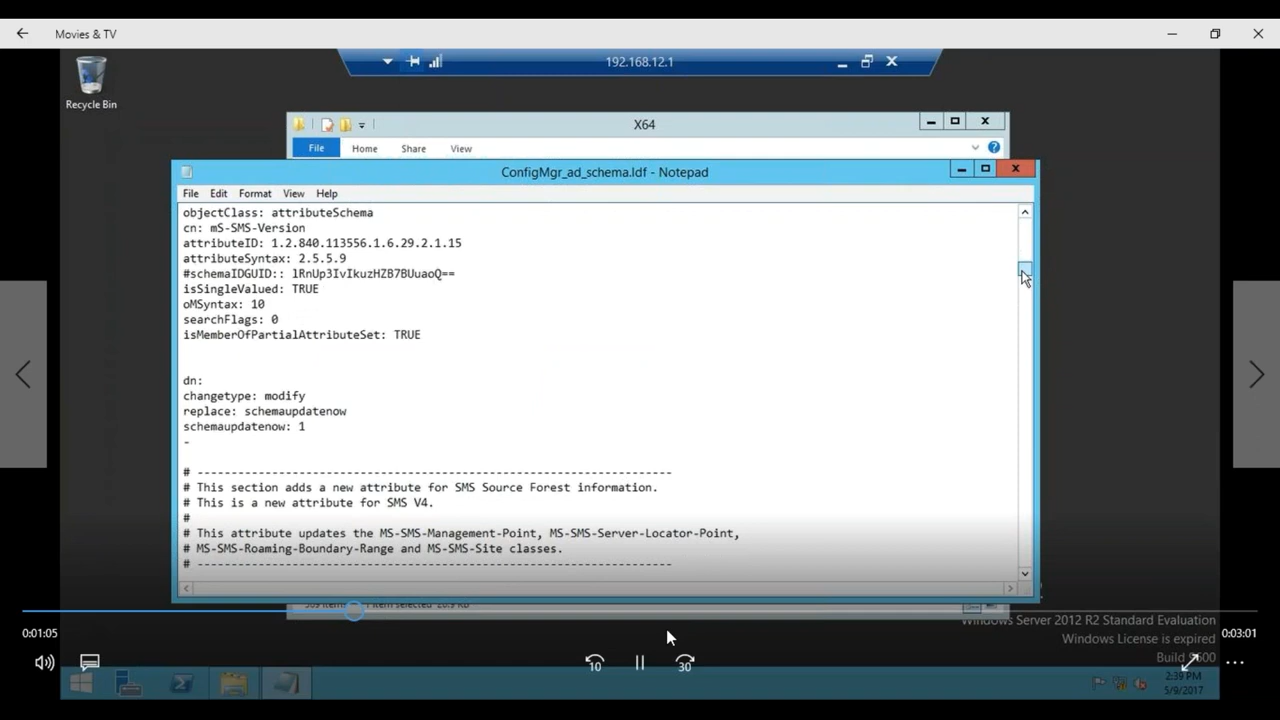 Movies & TV
192.168.12.1
Recycle Bin
X64
File Home Share View
ConfigMgr_ad_schema.ldf - Notepad
File Edit Format View Help
objectClass: attributeSchema
cn: mS-SMS-Version
attributeID: 1.2.840.113556.1.6.29.2.1.15
attributeSyntax: 2.5.5.9
#schemaIDGUID:: lRnUp3IvIkuzHZB7BUuaoQ==
isSingleValued: TRUE
oMSyntax: 10
searchFlags: 0
isMemberOfPartialAttributeSet: TRUE
dn:
changetype: modify
replace: schemaupdatenow
schemaupdatenow: 1
-
# ----------------------------------------------------------------------
# This section adds a new attribute for SMS Source Forest information.
# This is a new attribute for SMS V4.
#
# This attribute updates the MS-SMS-Management-Point, MS-SMS-Server-Locator-Point,
# MS-SMS-Roaming-Boundary-Range and MS-SMS-Site classes.
# ----------------------------------------------------------------------
Windows Server 2012 R2 Standard Evaluation
0:01:05
0:03:01
Windows License is expired
Build 9600
10
30
2:39 PM
5/9/2017